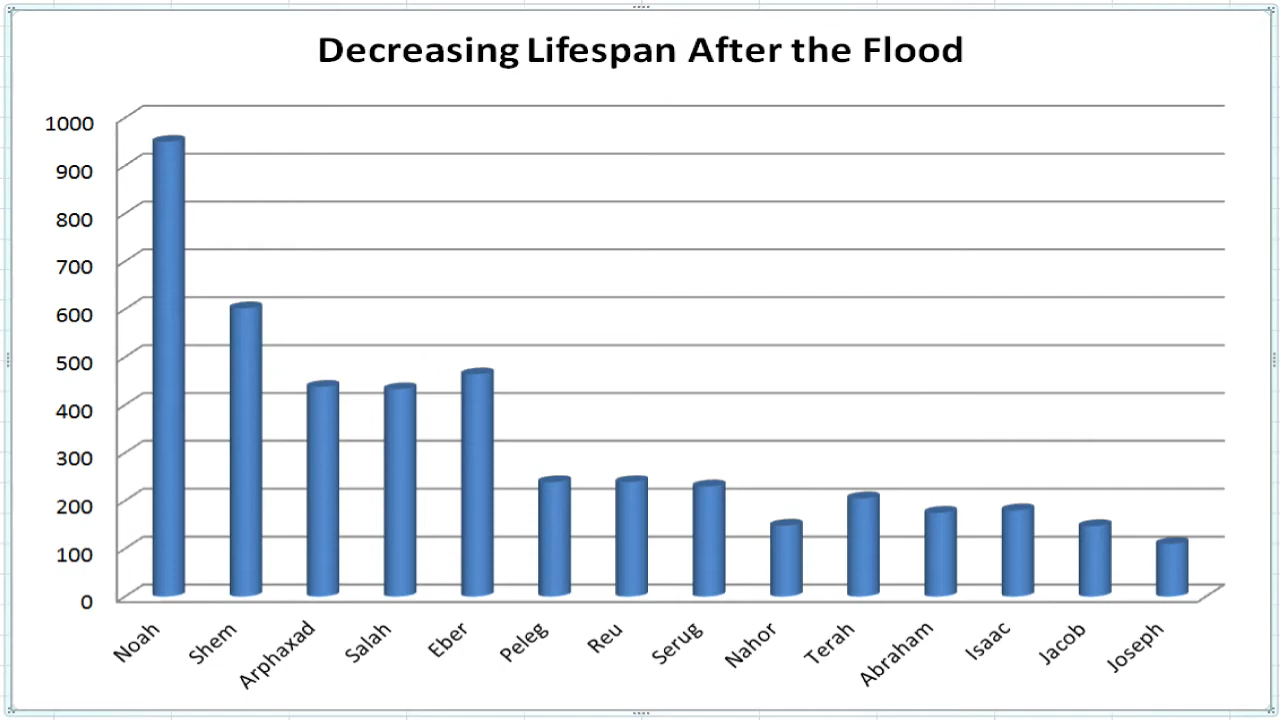 Decreasing Lifespan After the Flood
1000
900
800
700
600
500
400
300
200
100
0
Noah
Shem
Arphaxad
Salah
Eber
Peleg
Reu
Serug
Nahor
Terah
Abraham
Isaac
Jacob
Joseph